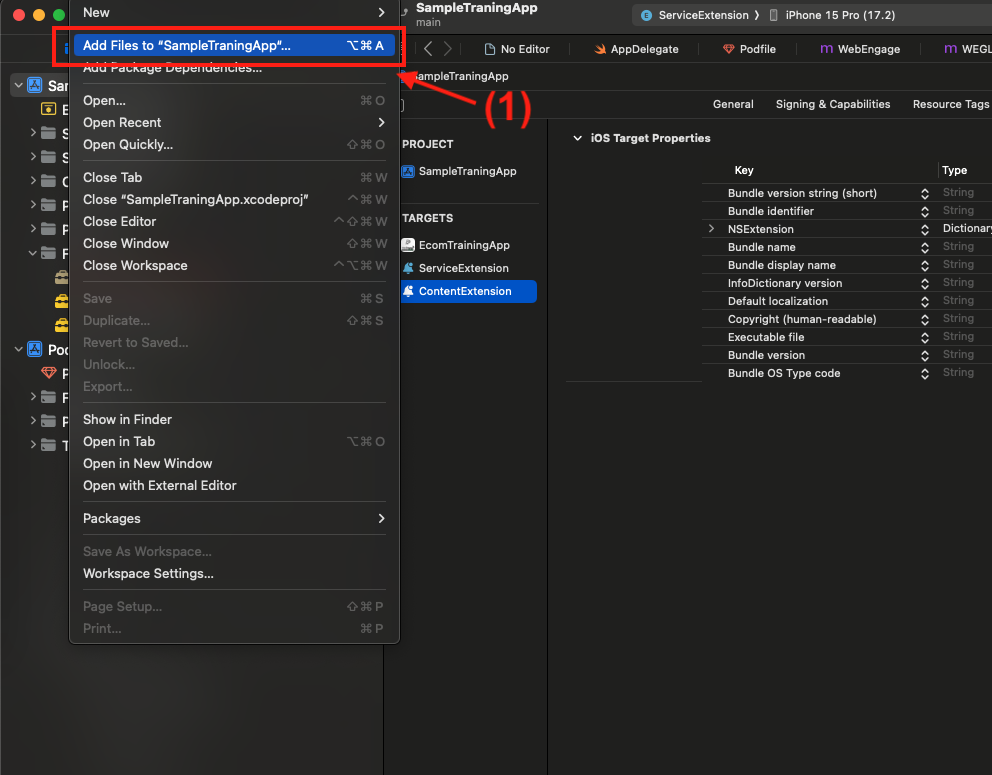 New
Add Files to “SampleTraningApp”... ⌥⌘A
Add Package Dependencies...
Open... ⌘O
Open Recent
Open Quickly... ⇧⌘O
Close Tab ⌘W
Close “SampleTraningApp.xcodeproj” ^⌘W
Close Editor ^⇧⌘W
Close Window ⇧⌘W
Close Workspace ^⌥⌘W
Save ⌘S
Duplicate... ⇧⌘S
Revert to Saved...
Unlock...
Export...
Show in Finder
Open in Tab ⌥⌘O
Open in New Window
Open with External Editor
Packages
Save As Workspace...
Workspace Settings...
Page Setup... ⇧⌘P
Print... ⌘P
(1)
SampleTraningApp
main
ServiceExtension
iPhone 15 Pro (17.2)
No Editor
AppDelegate
Podfile
WebEngage
WEGL
SampleTraningApp
General
Signing & Capabilities
Resource Tags
PROJECT
SampleTraningApp
TARGETS
EcomTrainingApp
ServiceExtension
ContentExtension
iOS Target Properties
Key Type
Bundle version string (short) String
Bundle identifier String
NSExtension Dictionary
Bundle name String
Bundle display name String
InfoDictionary version String
Default localization String
Copyright (human-readable) String
Executable file String
Bundle version String
Bundle OS Type code String